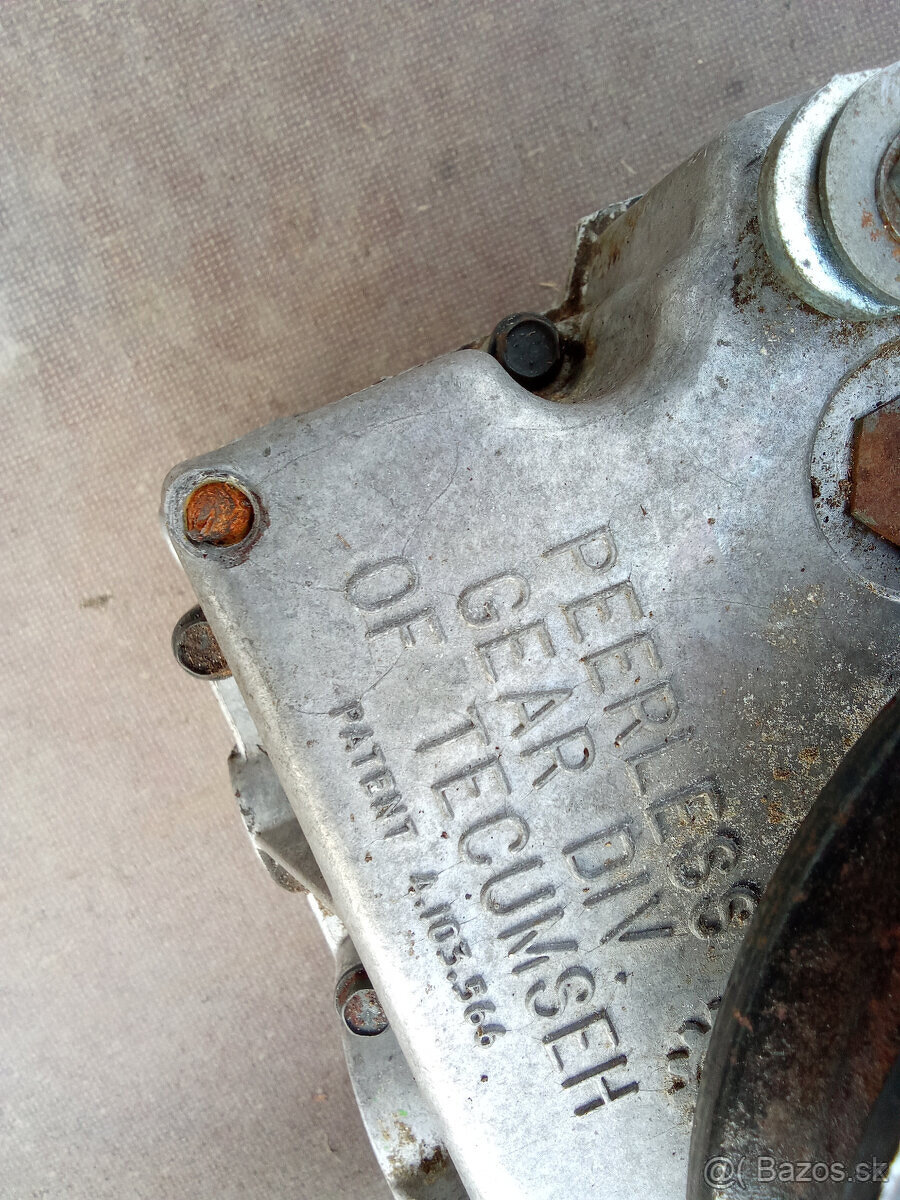 PEERLESS
GEAR DIV.
OF TECUMSEH
PATENT 4,103,566
@( Bazos.sk